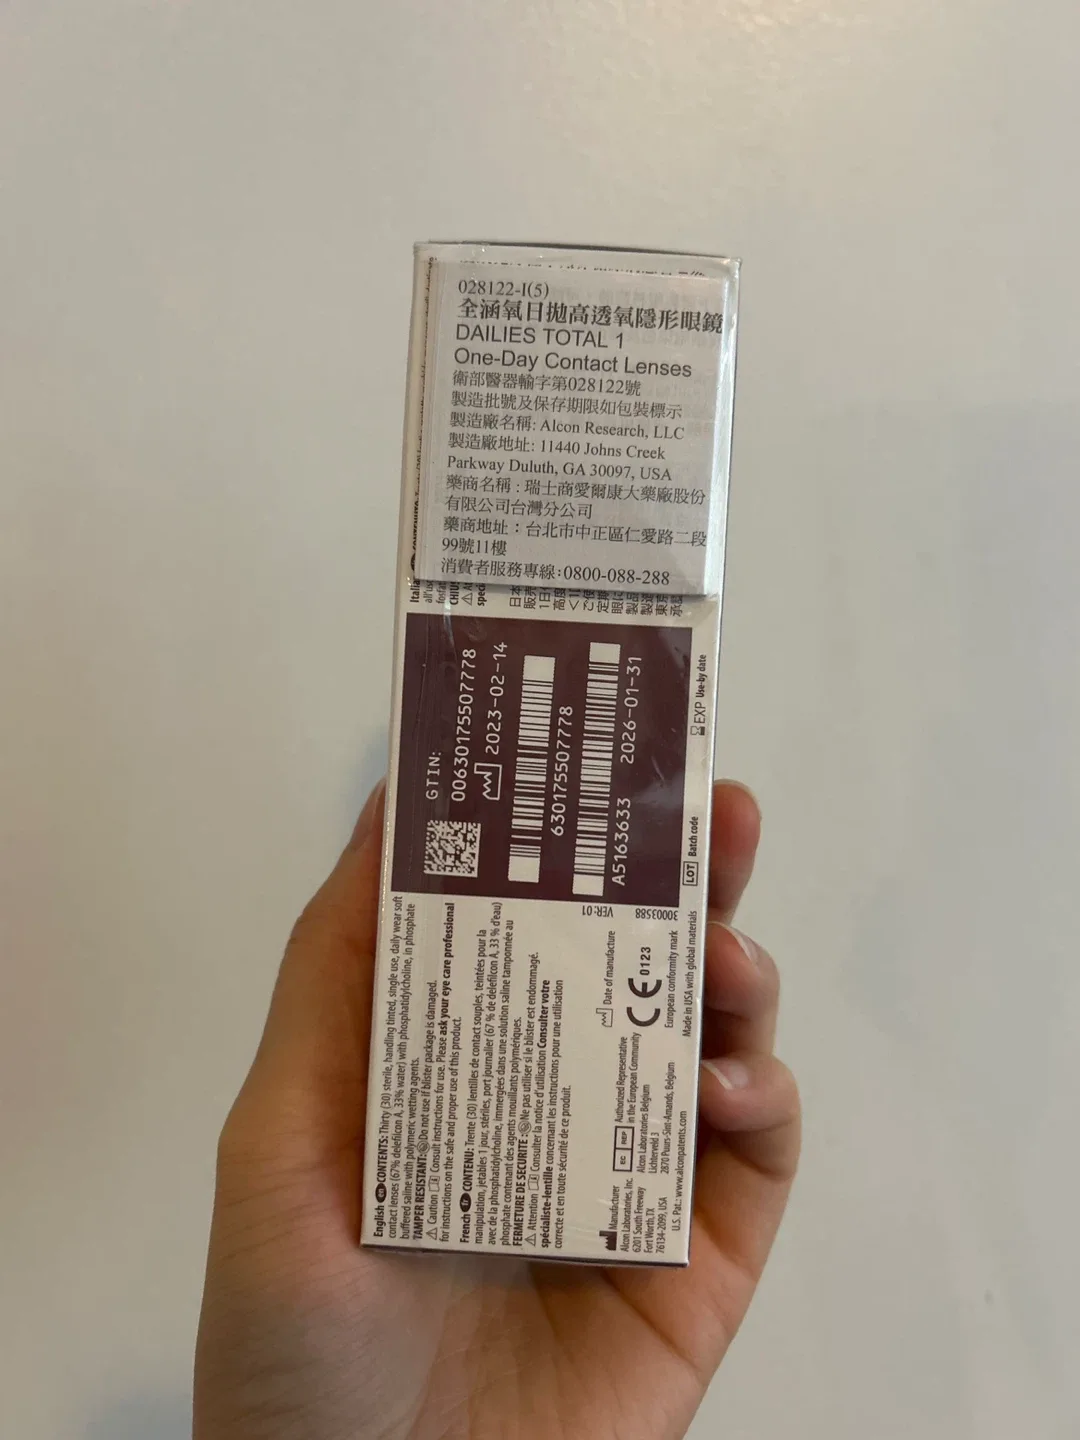 028122-I(5)
全涵氧日拋高透氧隱形眼鏡
DAILIES TOTAL 1
One-Day Contact Lenses
衛部醫器輸字第028122號
製造批號及保存期限如包裝標示
製造廠名稱: Alcon Research, LLC
製造廠地址: 11440 Johns Creek
Parkway Duluth, GA 30097, USA
藥商名稱：瑞士商愛爾康大藥廠股份
有限公司台灣分公司
藥商地址：台北市中正區仁愛路二段
99號11樓
消費者服務專線:0800-088-288
GTIN:
00630175507778
2023-02-14
630175507778
A5163633 2026-01-31
LOT Batch code
EXP Use-by date
30003588
VER: 01
English en CONTENTS: Thirty (30) sterile, handling tinted, single use, daily wear soft
contact lenses (67% delefilcon A, 33% water) with phosphatidylcholine, in phosphate
buffered saline with polymeric wetting agents.
TAMPER RESISTANT: Do not use if blister package is damaged.
Caution Consult instructions for use. Please ask your eye care professional
for instructions on the safe and proper use of this product.
French fr CONTENU: Trente (30) lentilles de contact souples, teintées pour la
manipulation, jetables 1 jour, stériles, port journalier (67 % de delefilcon A, 33 % d'eau)
avec de la phosphatidylcholine, immergées dans une solution saline tamponnée au
phosphate contenant des agents mouillants polymériques.
FERMETURE DE SECURITE : Ne pas utiliser si le blister est endommagé.
Attention Consulter la notice d'utilisation Consulter votre
spécialiste-lentille concernant les instructions pour une utilisation
correcte et en toute sécurité de ce produit.
Manufacturer
Alcon Laboratories, Inc.
6201 South Freeway
Fort Worth, TX
76134-2099, USA
U.S. Pat.: www.alconpatents.com
EC REP Authorized Representative
in the European Community
Alcon Laboratories Belgium
Lichterveld 3
2870 Puurs-Sint-Amands, Belgium
Date of manufacture
CE 0123
European conformity mark
Made in USA with global materials